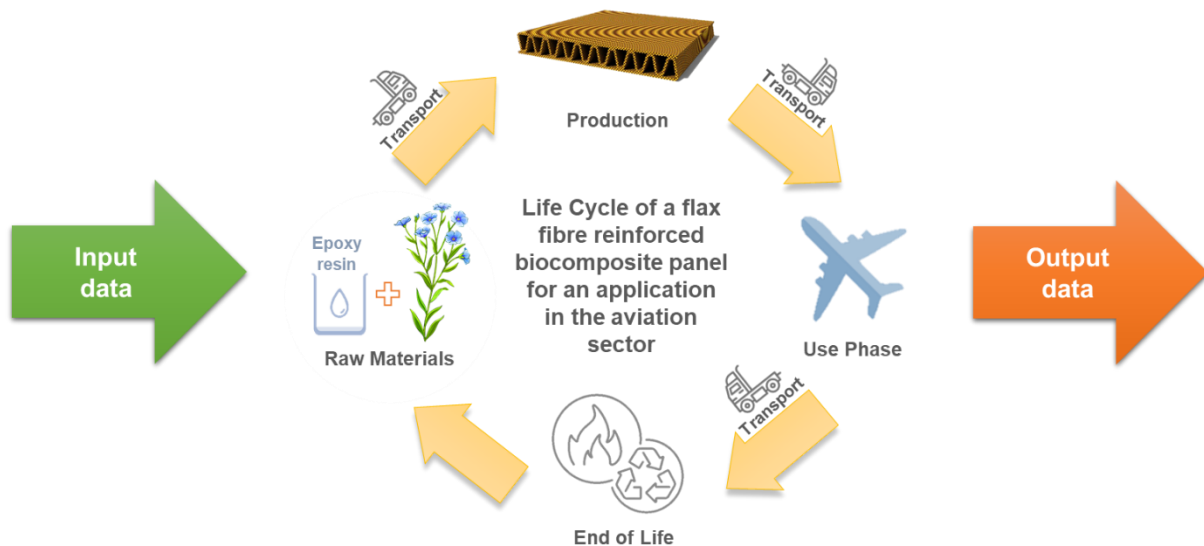 Production
Transport
Transport
Input
data
Epoxy
resin
Raw Materials
Life Cycle of a flax
fibre reinforced
biocomposite panel
for an application
in the aviation
sector
Use Phase
Output
data
Transport
End of Life